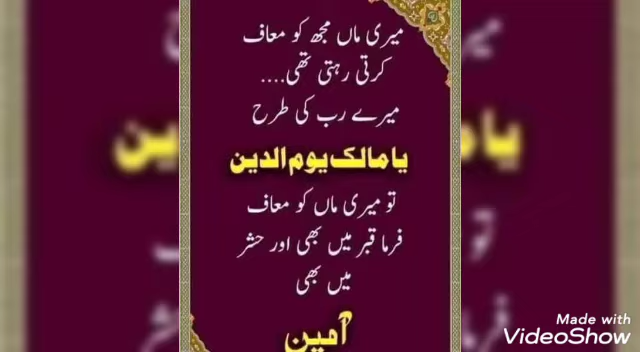 میری ماں مجھ کو معاف
کرتی رہتی تھی....
میرے رب کی طرح
یا مالک یوم الدین
تو میری ماں کو معاف
فرما قبر میں بھی اور حشر
میں بھی
آمین
Made with
VideoShow